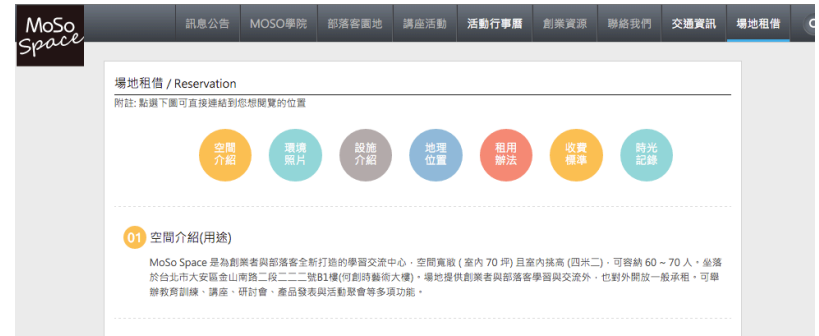 MoSo
Space
訊息公告 MOSO學院 部落客園地 講座活動 活動行事曆 創業資源 聯絡我們 交通資訊 場地租借
場地租借 / Reservation
附註: 點選下圖可直接連結到您想閱覽的位置
空間
介紹
環境
照片
設施
介紹
地理
位置
租用
辦法
收費
標準
時光
記錄
01 空間介紹(用途)
MoSo Space 是為創業者與部落客全新打造的學習交流中心，空間寬敞 ( 室內 70 坪) 且室內挑高 (四米二)，可容納 60 ~ 70 人。坐落
於台北市大安區金山南路二段二二二號B1樓(何創時藝術大樓)。場地提供創業者與部落客學習與交流外，也對外開放一般承租。可舉
辦教育訓練、講座、研討會、產品發表與活動聚會等多項功能。